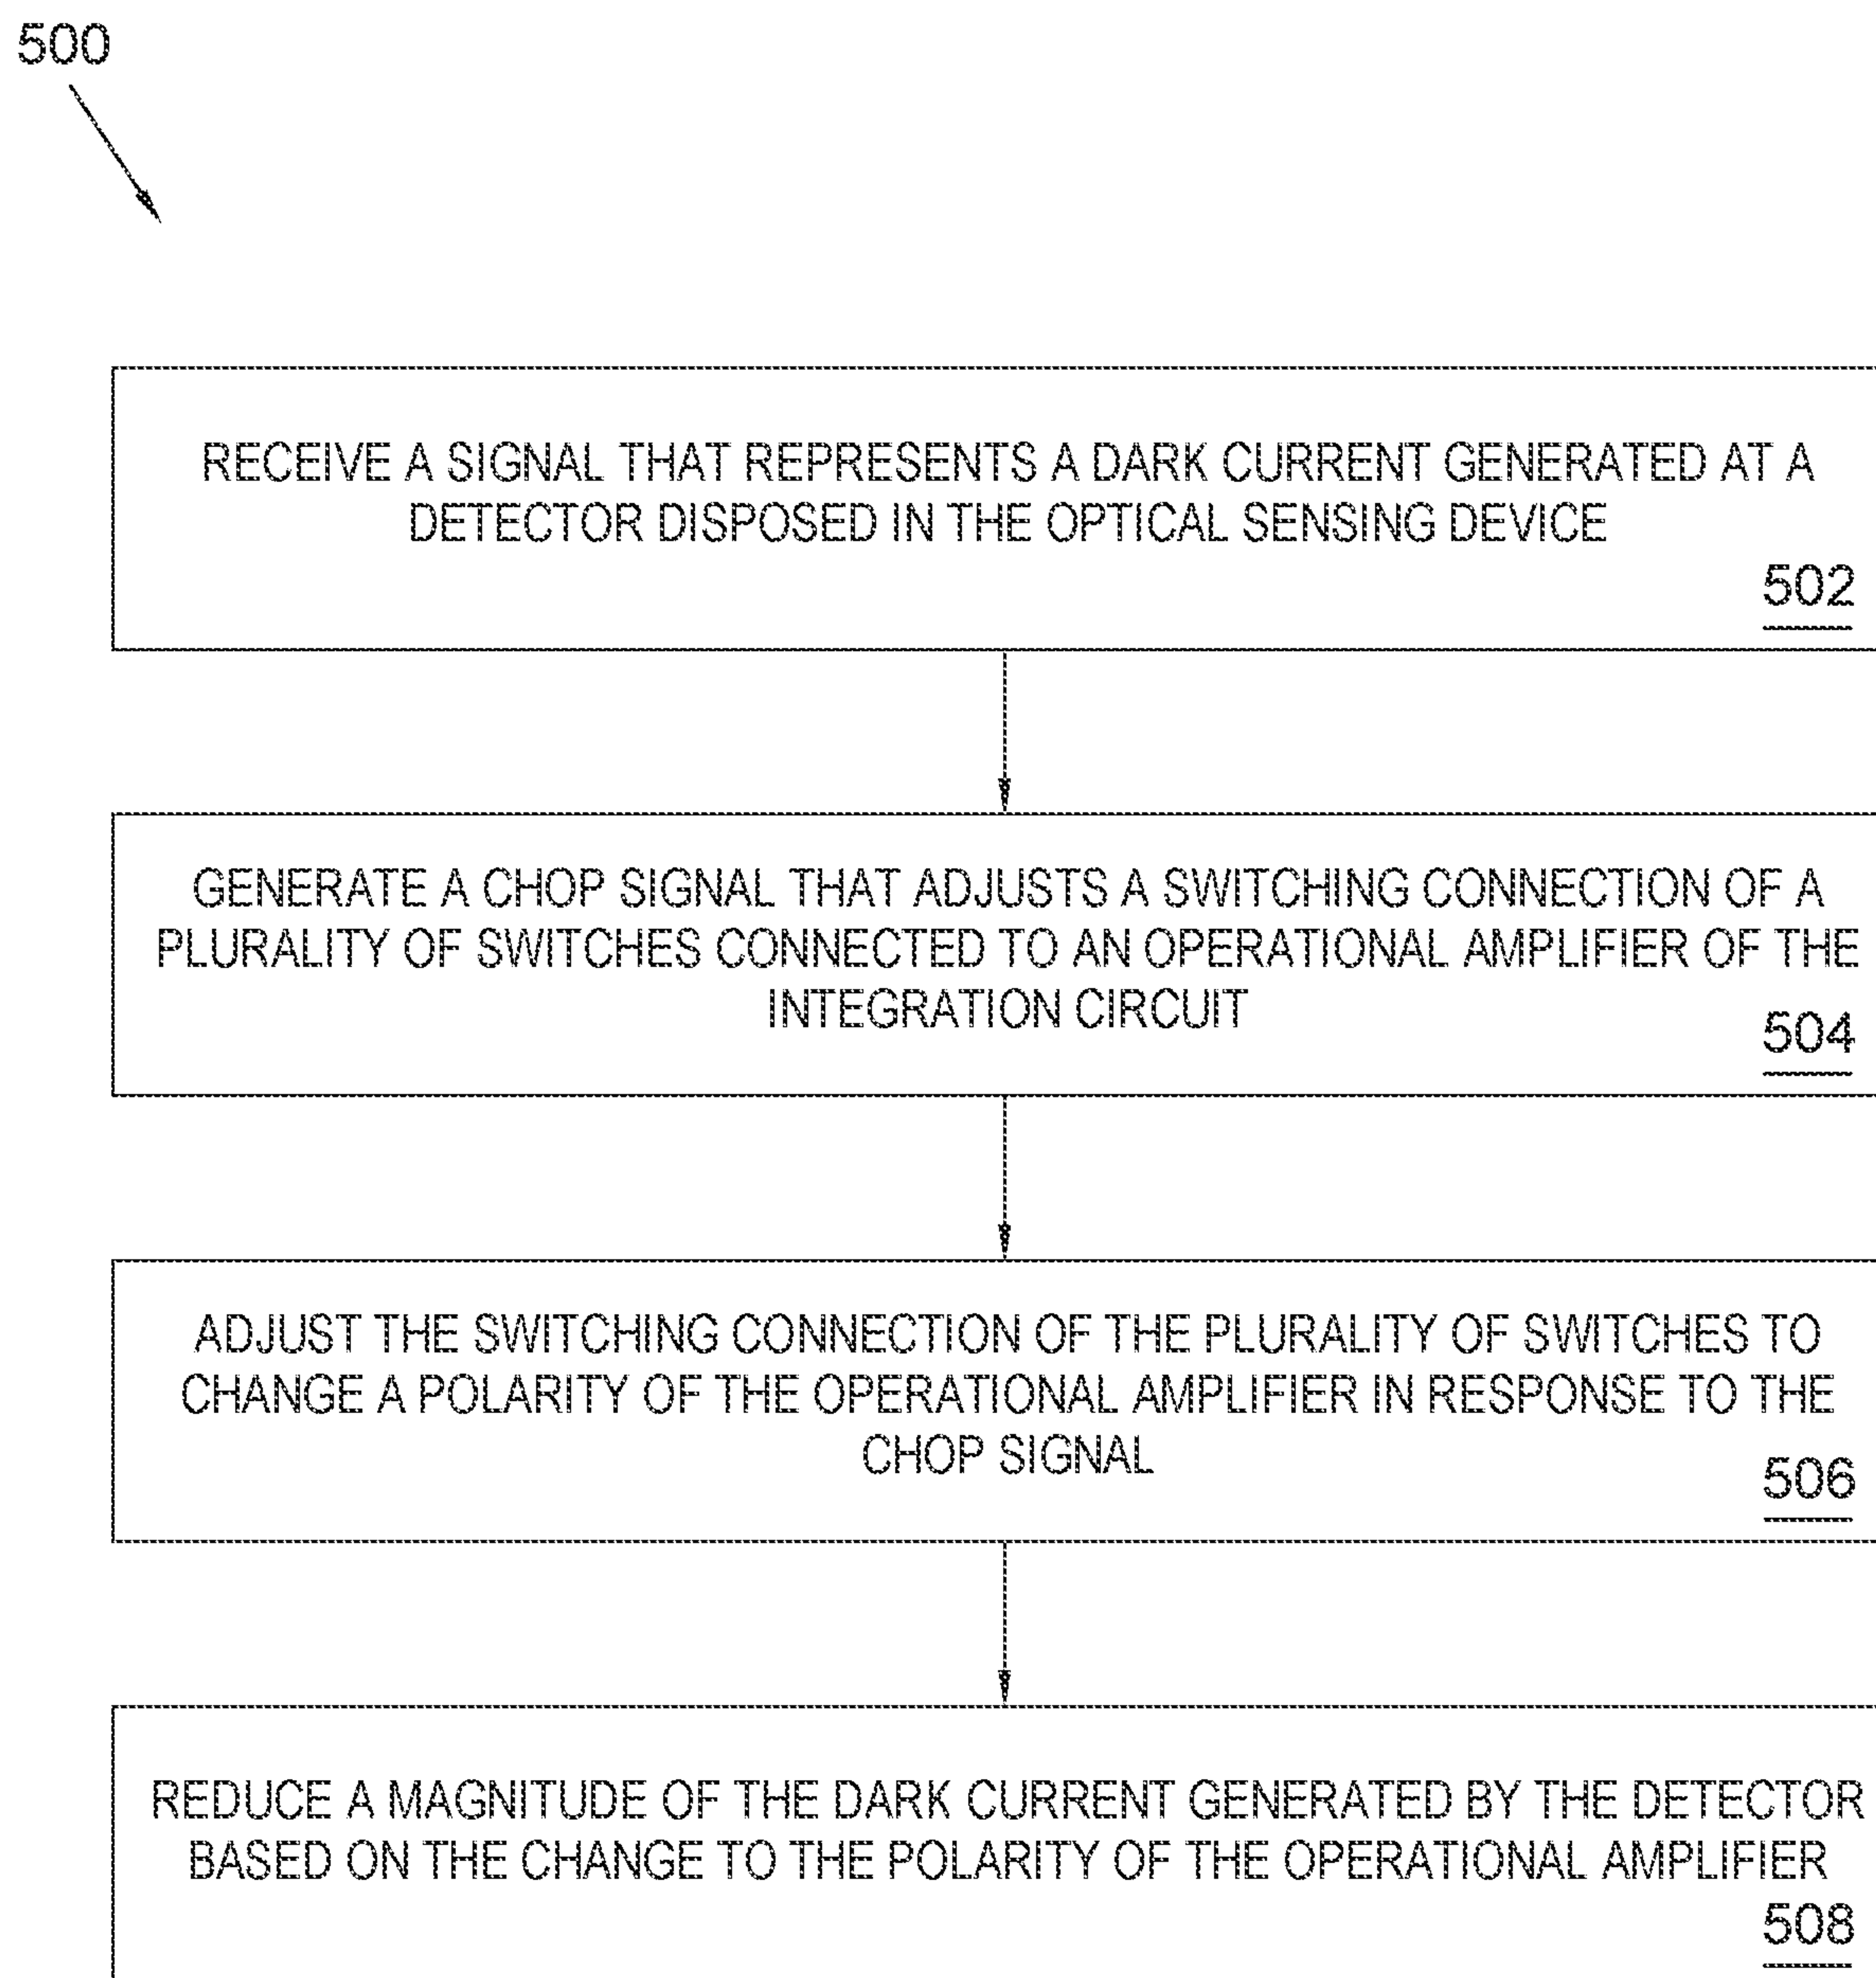 500
RECEIVE A SIGNAL THAT REPRESENTS A DARK CURRENT GENERATED AT A
DETECTOR DISPOSED IN THE OPTICAL SENSING DEVICE
502
GENERATE A CHOP SIGNAL THAT ADJUSTS A SWITCHING CONNECTION OF A
PLURALITY OF SWITCHES CONNECTED TO AN OPERATIONAL AMPLIFIER OF THE
INTEGRATION CIRCUIT
504
ADJUST THE SWITCHING CONNECTION OF THE PLURALITY OF SWITCHES TO
CHANGE A POLARITY OF THE OPERATIONAL AMPLIFIER IN RESPONSE TO THE
CHOP SIGNAL
506
REDUCE A MAGNITUDE OF THE DARK CURRENT GENERATED BY THE DETECTOR
BASED ON THE CHANGE TO THE POLARITY OF THE OPERATIONAL AMPLIFIER
508